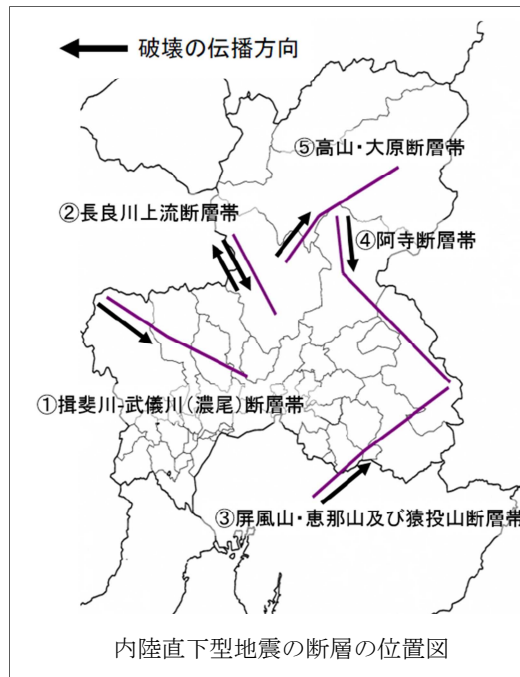 破壊の伝播方向
⑤高山・大原断層帯
②長良川上流断層帯
④阿寺断層帯
①揖斐川-武儀川(濃尾)断層帯
③屏風山・恵那山及び猿投山断層帯
内陸直下型地震の断層の位置図